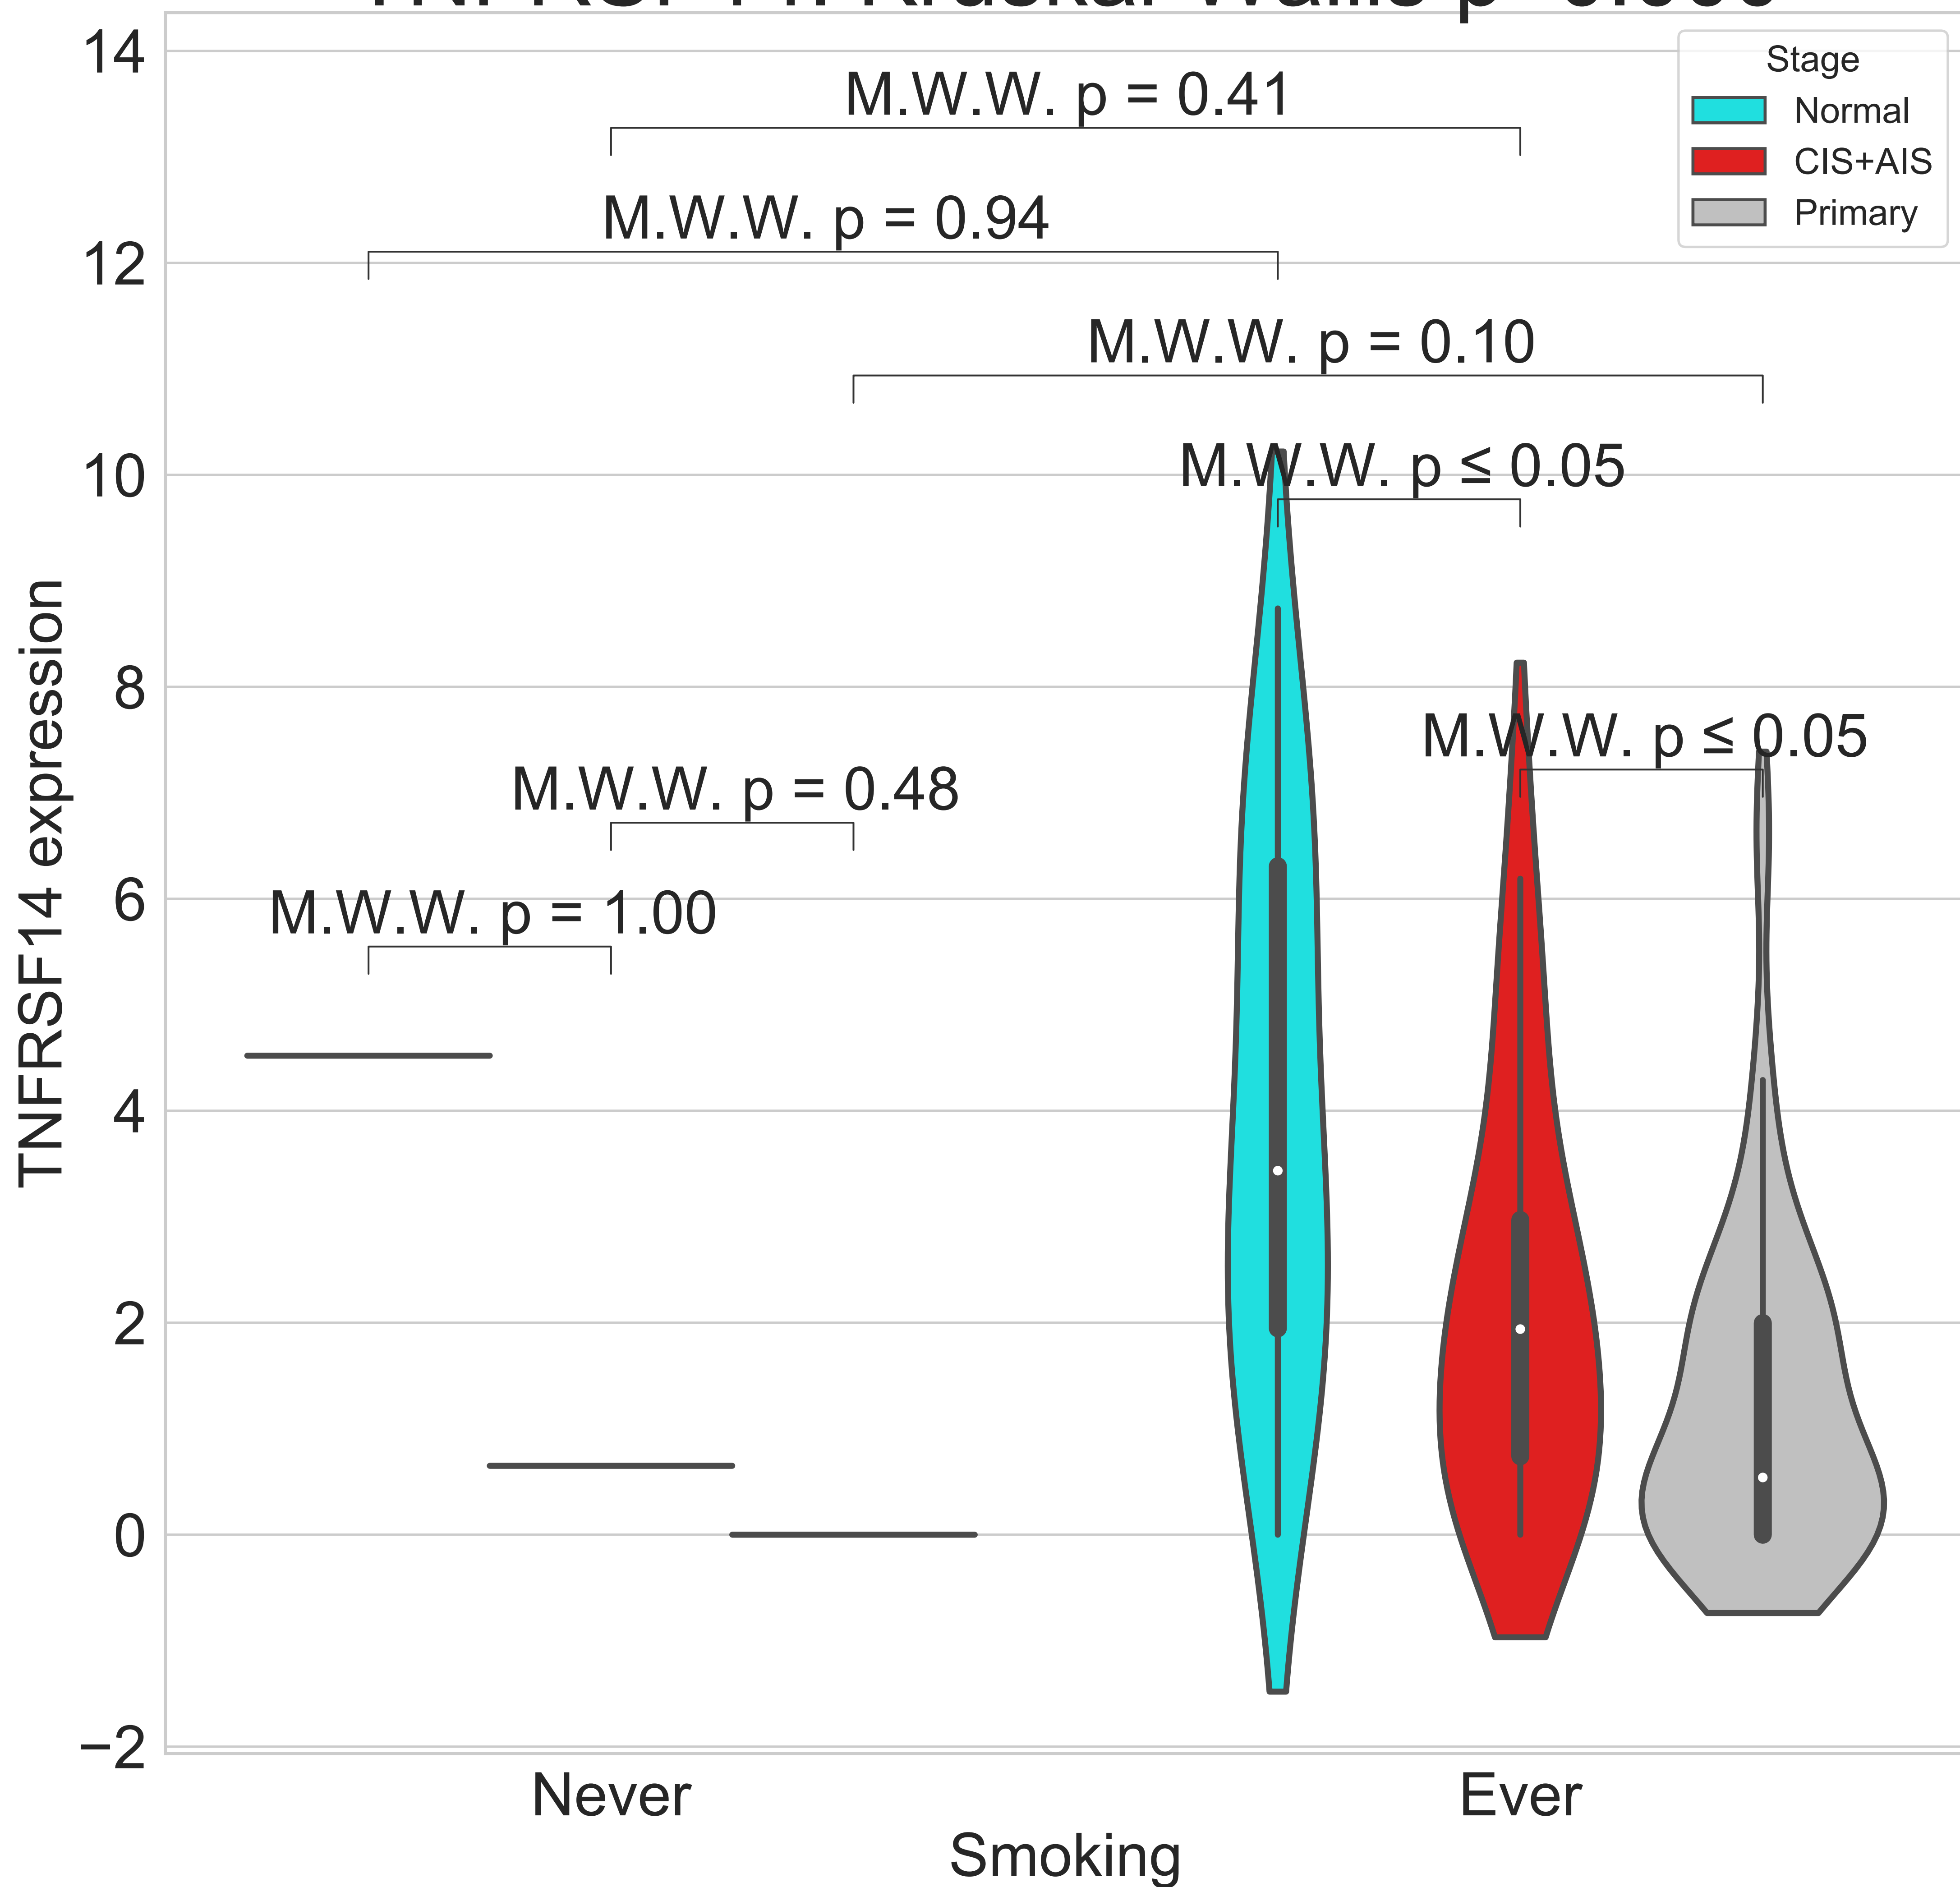 14
12
10
8
6
4
2
0
−2
TNFRSF14 expression
M.W.W. p = 0.41
M.W.W. p = 0.94
M.W.W. p = 0.10
M.W.W. p ≤ 0.05
M.W.W. p ≤ 0.05
M.W.W. p = 0.48
M.W.W. p = 1.00
Stage
Normal
CIS+AIS
Primary
Never
Ever
Smoking